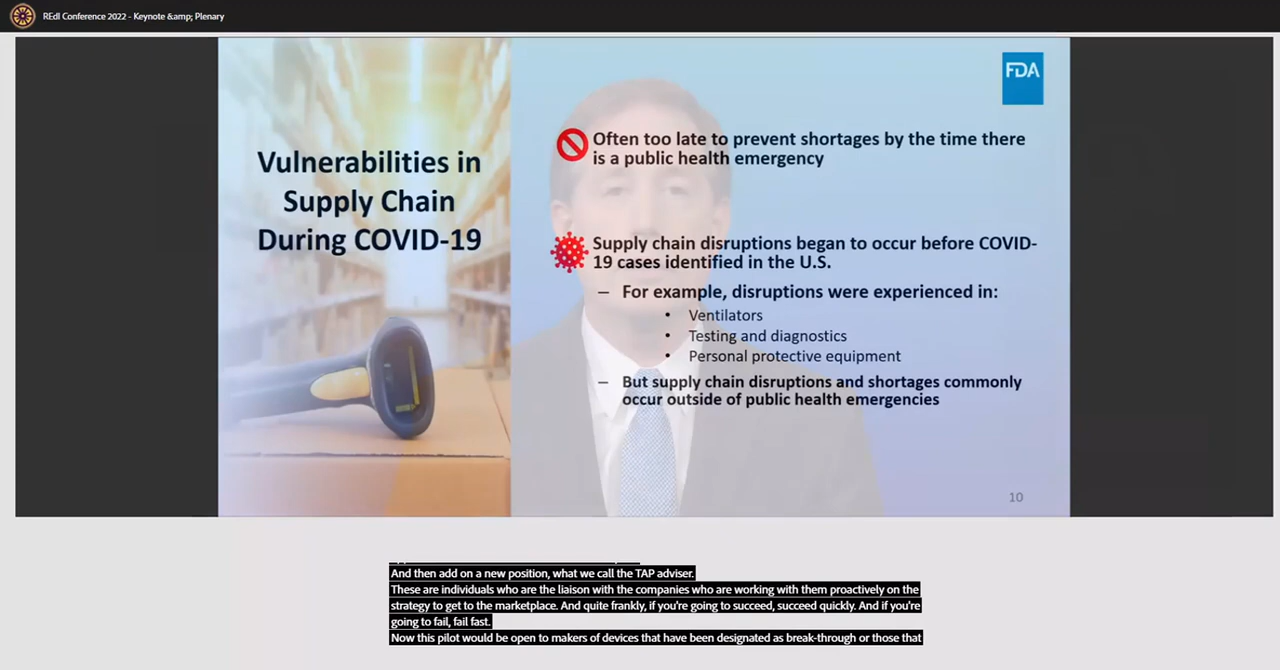 REdI Conference 2022 - Keynote &amp; Plenary
FDA
Vulnerabilities in
Supply Chain
During COVID-19
Often too late to prevent shortages by the time there
is a public health emergency
Supply chain disruptions began to occur before COVID-
19 cases identified in the U.S.
– For example, disruptions were experienced in:
• Ventilators
• Testing and diagnostics
• Personal protective equipment
– But supply chain disruptions and shortages commonly
occur outside of public health emergencies
10
And then add on a new position, what we call the TAP adviser.
These are individuals who are the liaison with the companies who are working with them proactively on the
strategy to get to the marketplace. And quite frankly, if you're going to succeed, succeed quickly. And if you're
going to fail, fail fast.
Now this pilot would be open to makers of devices that have been designated as break-through or those that